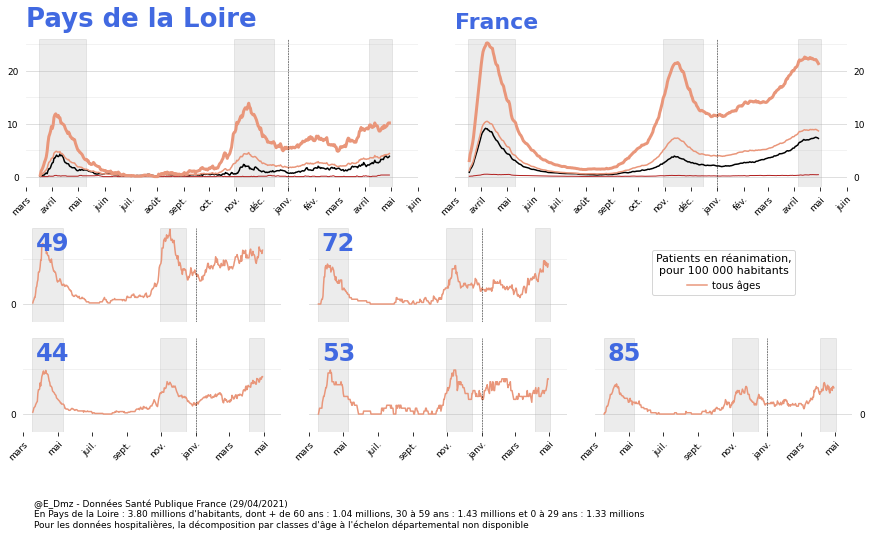 Pays de la Loire
France
20
10
0
mars avril mai juin juil. août sept. oct. nov. déc. janv. fév. mars avril mai juin
20
10
0
mars avril mai juin juil. août sept. oct. nov. déc. janv. fév. mars avril mai juin
49
0
72
Patients en réanimation,
pour 100 000 habitants
tous âges
44
0
mars mai juil. sept. nov. janv. mars mai
53
mars mai juil. sept. nov. janv. mars mai
85
0
mars mai juil. sept. nov. janv. mars mai
@E_Dmz - Données Santé Publique France (29/04/2021)
En Pays de la Loire : 3.80 millions d'habitants, dont + de 60 ans : 1.04 millions, 30 à 59 ans : 1.43 millions et 0 à 29 ans : 1.33 millions
Pour les données hospitalières, la décomposition par classes d'âge à l'échelon départemental non disponible